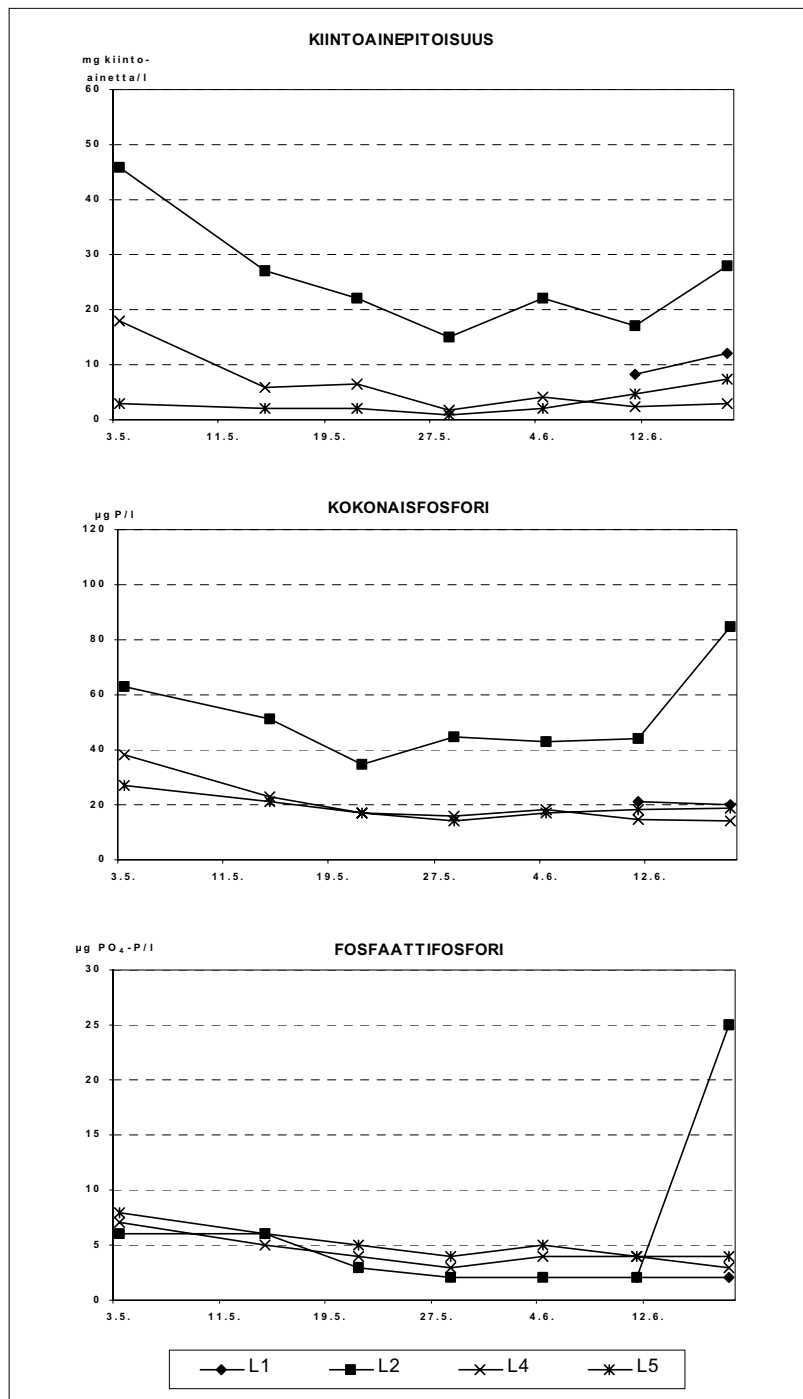 KIINTOAINEPITOISUUS
mg kiinto-
ainetta/l
60
50
40
30
20
10
0
3.5. 11.5. 19.5. 27.5. 4.6. 12.6.
KOKONAISFOSFORI
µg P/l
120
100
80
60
40
20
0
3.5. 11.5. 19.5. 27.5. 4.6. 12.6.
FOSFAATTIFOSFORI
µg PO₄-P/l
30
25
20
15
10
5
0
3.5. 11.5. 19.5. 27.5. 4.6. 12.6.
L1 L2 L4 L5